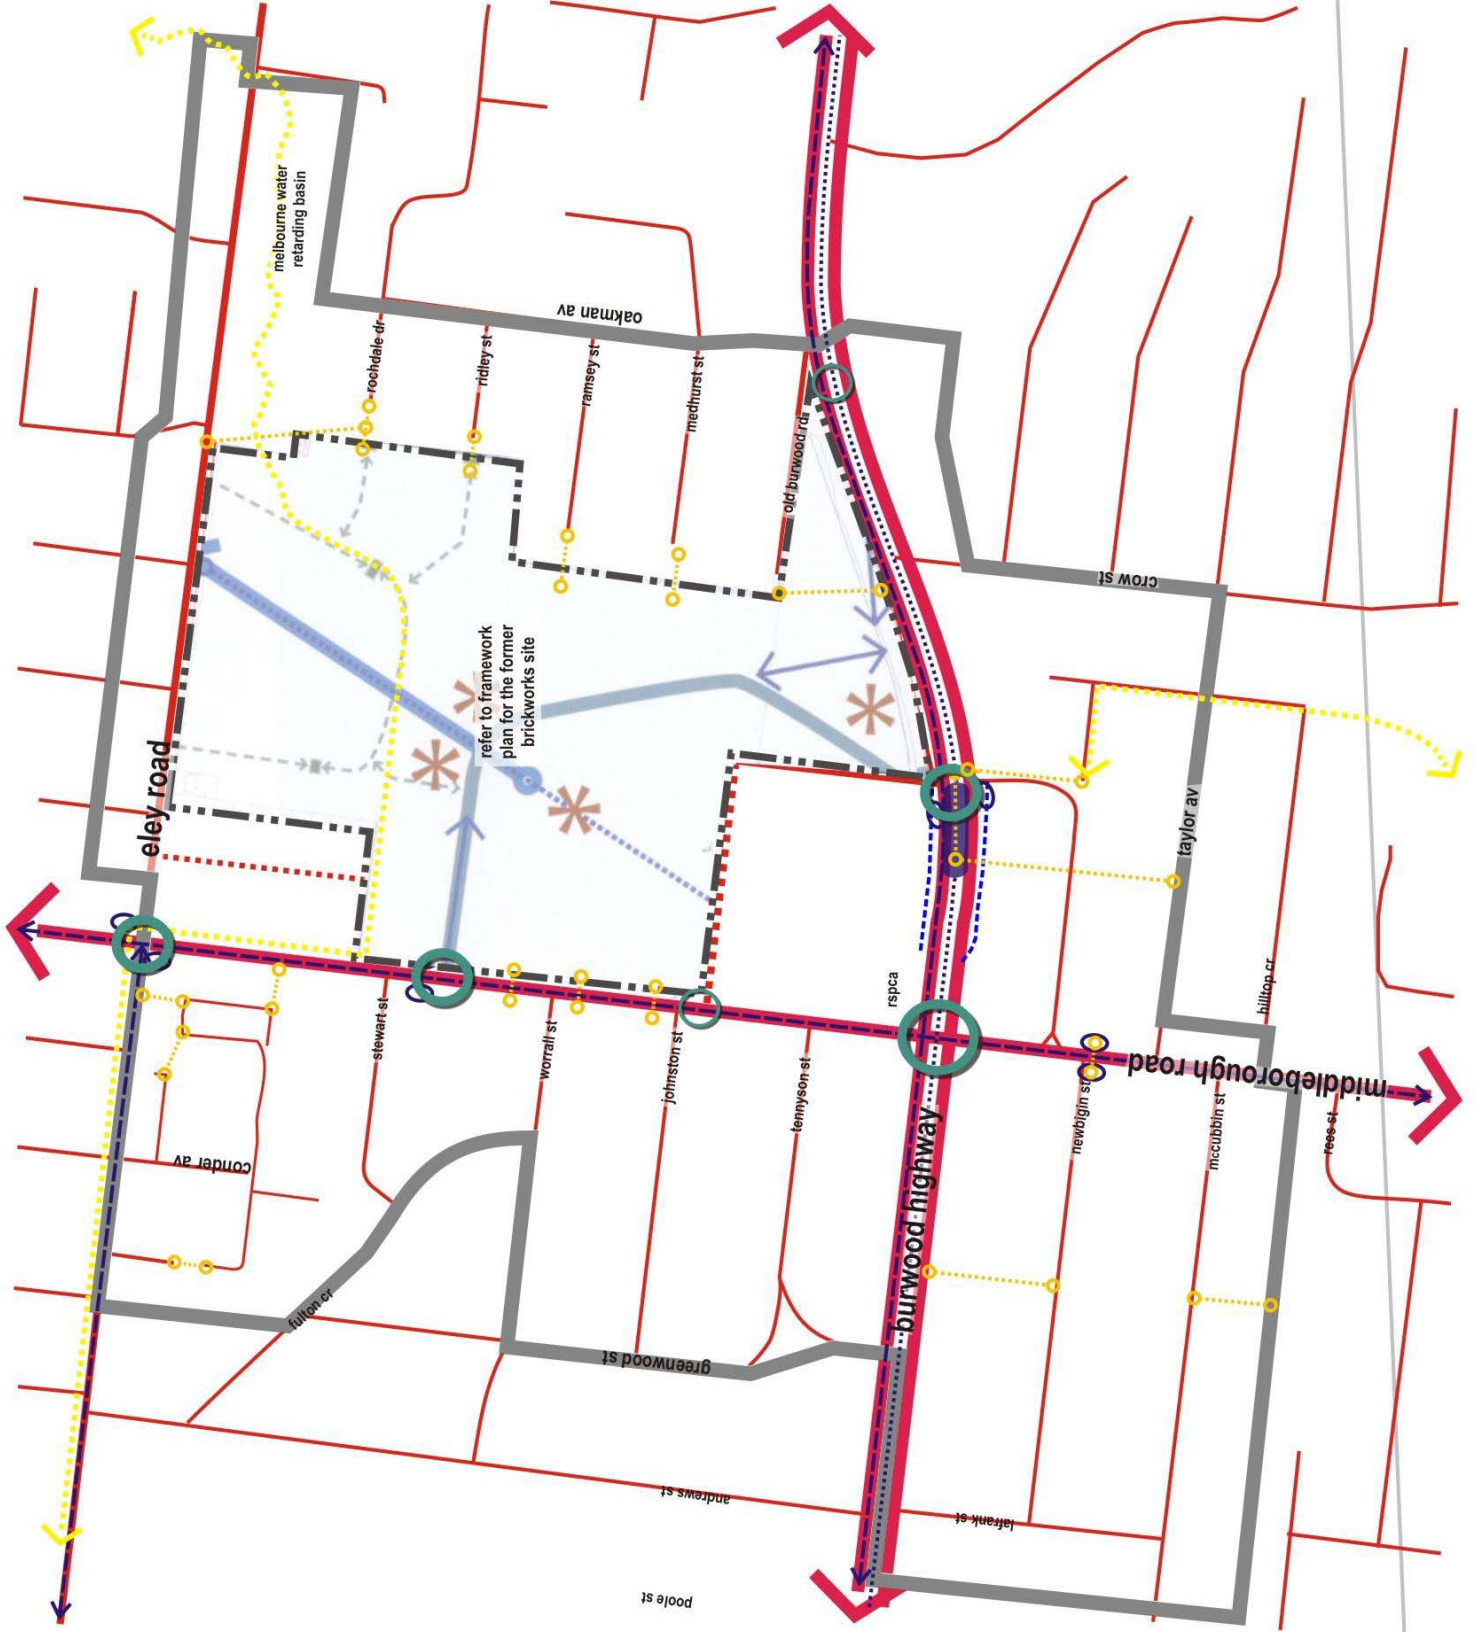 melbourne water
retarding basin
oakman av
rochdale dr
ridley st
ramsey st
medhurst st
old burwood rd
crow st
refer to framework
plan for the former
brickworks site
eley road
taylor av
rspca
hilltop cr
stewart st
worrall st
johnston st
tennyson st
middleborough road
newbigin st
mccubbin st
rees st
conder av
burwood highway
fulton cr
greenwood st
andrews st
lafrank st
poole st